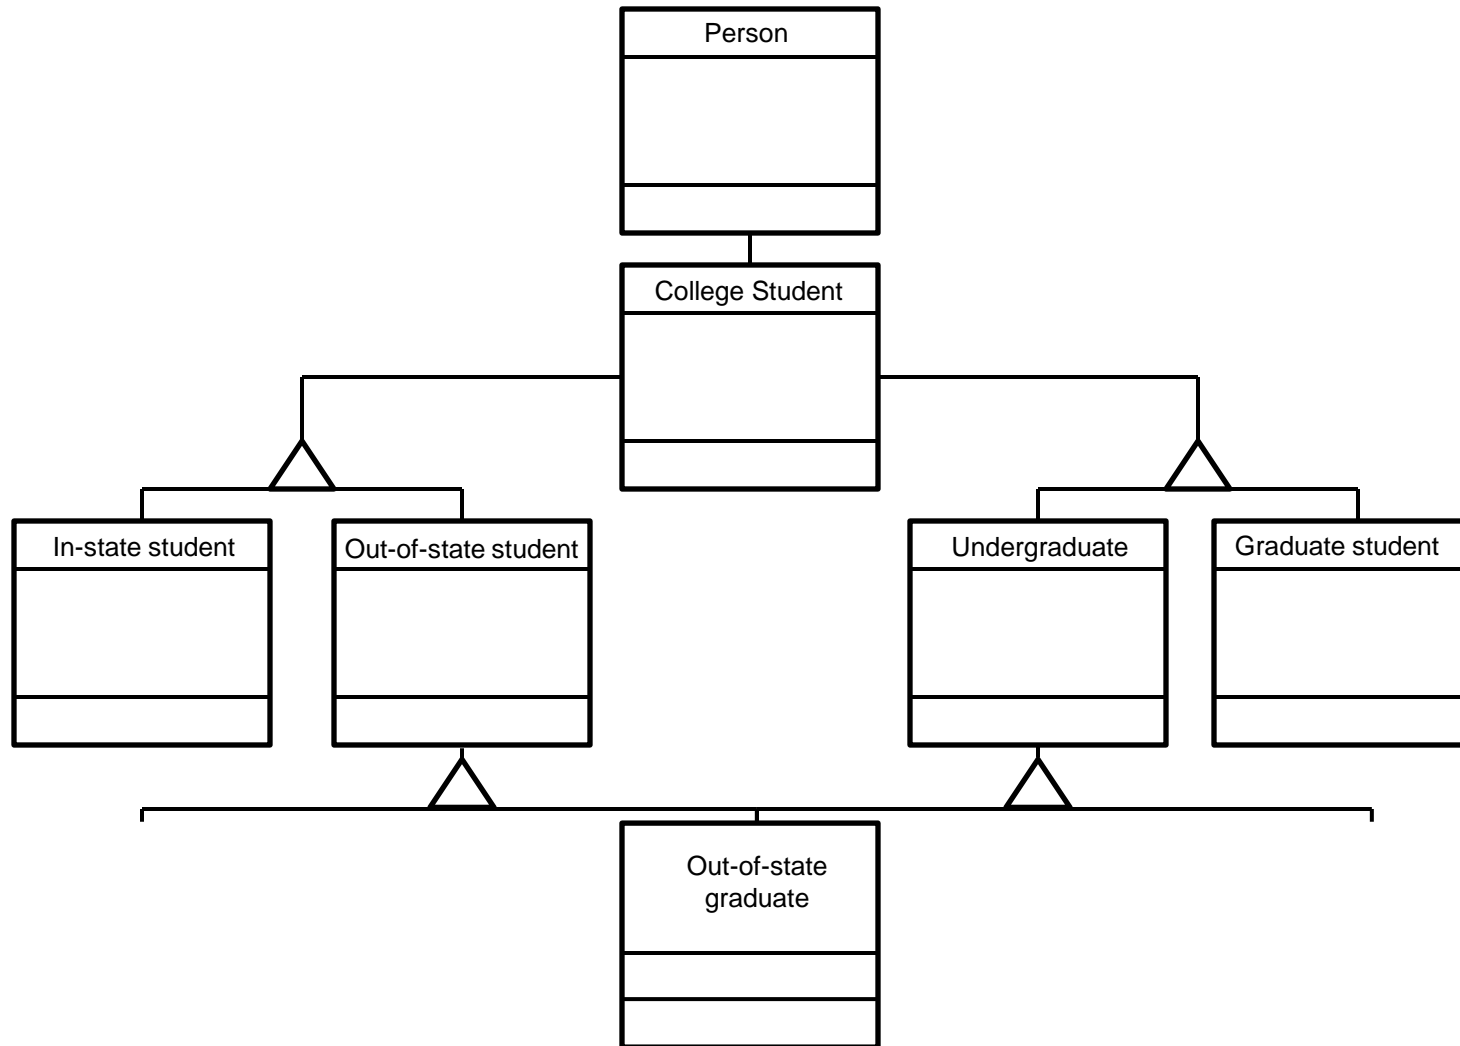 Person
College Student
In-state student
Out-of-state student
Undergraduate
Graduate student
Out-of-state
graduate